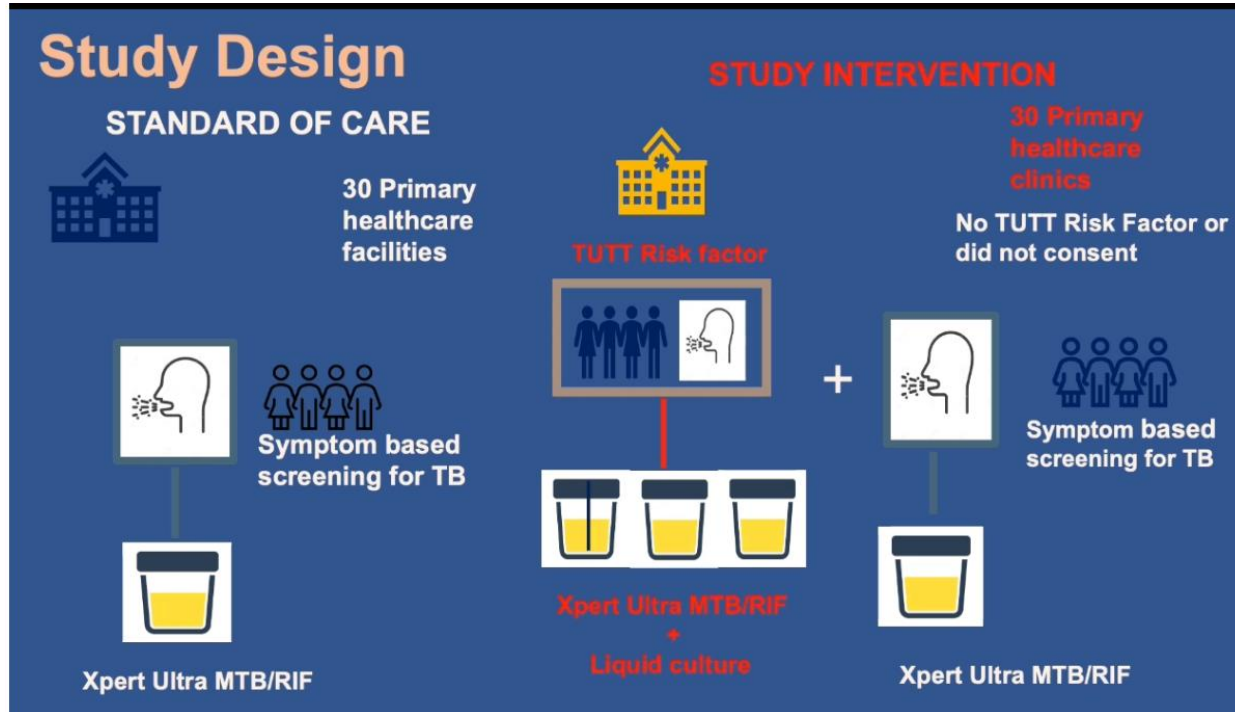 Study Design
STANDARD OF CARE
30 Primary
healthcare
facilities
Symptom based
screening for TB
Xpert Ultra MTB/RIF
STUDY INTERVENTION
30 Primary
healthcare
clinics
TUTT Risk factor
No TUTT Risk Factor or
did not consent
+
Symptom based
screening for TB
Xpert Ultra MTB/RIF
+
Liquid culture
Xpert Ultra MTB/RIF